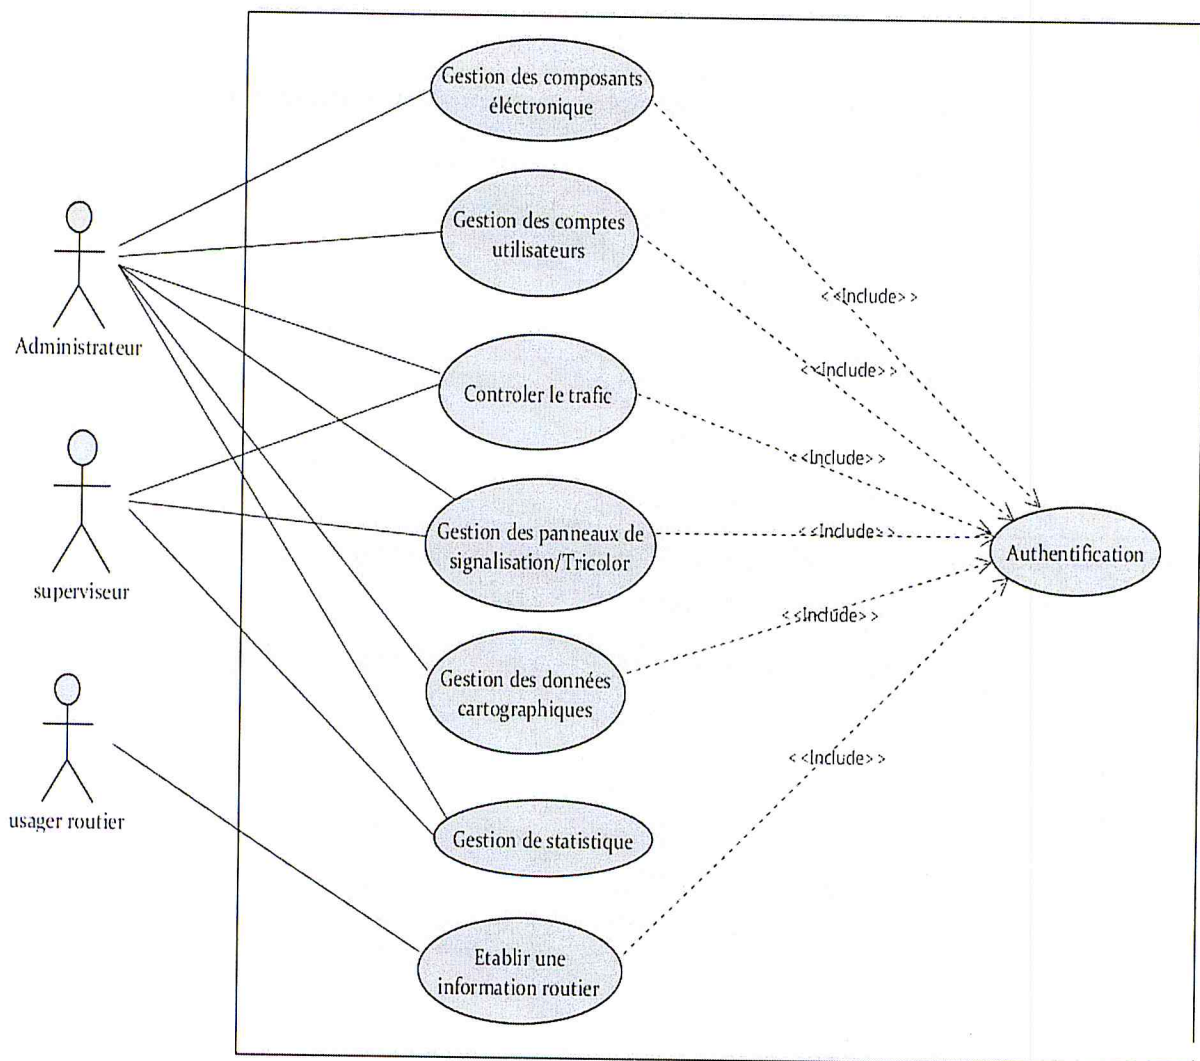 Gestion des composants
éléctronique
Gestion des comptes
utilisateurs
< <Include> >
Administrateur
< <Include> >
Controler le trafic
< <Include> >
Gestion des panneaux de
signalisation/Tricolor
< <Include> >
Authentification
superviseur
< <Include> >
Gestion des données
cartographiques
< <Include> >
usager routier
Gestion de statistique
Etablir une
information routier